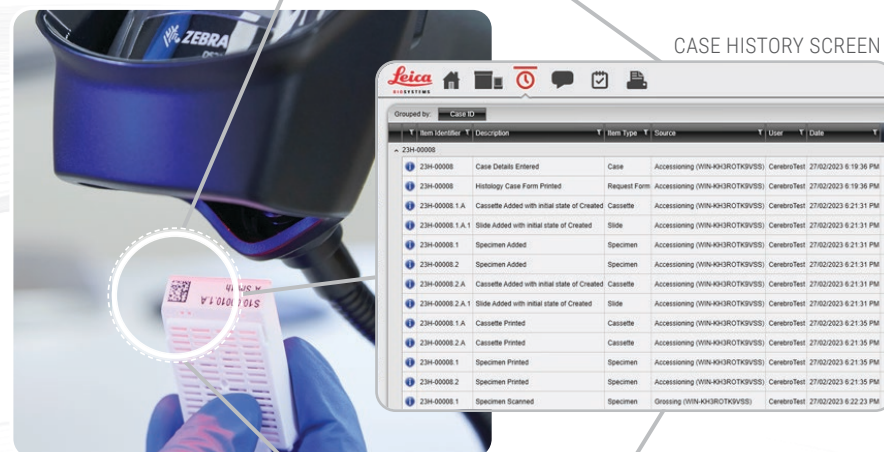 ZEBRA
CASE HISTORY SCREEN
Leica
BIOSYSTEMS
Grouped by: Case ID
Item Identifier Description Item Type Source User Date
23H-00008
23H-00008 Case Details Entered Case Accessioning (WIN-KH3ROTK9VSS) CerebroTest 27/02/2023 6:19:36 PM
23H-00008 Histology Case Form Printed Request Form Accessioning (WIN-KH3ROTK9VSS) CerebroTest 27/02/2023 6:19:36 PM
23H-00008.1.A Cassette Added with initial state of Created Cassette Accessioning (WIN-KH3ROTK9VSS) CerebroTest 27/02/2023 6:21:31 PM
23H-00008.1.A.1 Slide Added with initial state of Created Slide Accessioning (WIN-KH3ROTK9VSS) CerebroTest 27/02/2023 6:21:31 PM
23H-00008.1 Specimen Added Specimen Accessioning (WIN-KH3ROTK9VSS) CerebroTest 27/02/2023 6:21:31 PM
23H-00008.2 Specimen Added Specimen Accessioning (WIN-KH3ROTK9VSS) CerebroTest 27/02/2023 6:21:31 PM
23H-00008.2.A Cassette Added with initial state of Created Cassette Accessioning (WIN-KH3ROTK9VSS) CerebroTest 27/02/2023 6:21:31 PM
23H-00008.2.A.1 Slide Added with initial state of Created Slide Accessioning (WIN-KH3ROTK9VSS) CerebroTest 27/02/2023 6:21:31 PM
23H-00008.1.A Cassette Printed Cassette Accessioning (WIN-KH3ROTK9VSS) CerebroTest 27/02/2023 6:21:35 PM
23H-00008.2.A Cassette Printed Cassette Accessioning (WIN-KH3ROTK9VSS) CerebroTest 27/02/2023 6:21:35 PM
23H-00008.1 Specimen Printed Specimen Accessioning (WIN-KH3ROTK9VSS) CerebroTest 27/02/2023 6:21:35 PM
23H-00008.2 Specimen Printed Specimen Accessioning (WIN-KH3ROTK9VSS) CerebroTest 27/02/2023 6:21:35 PM
23H-00008.1 Specimen Scanned Specimen Grossing (WIN-KH3ROTK9VSS) CerebroTest 27/02/2023 6:22:23 PM